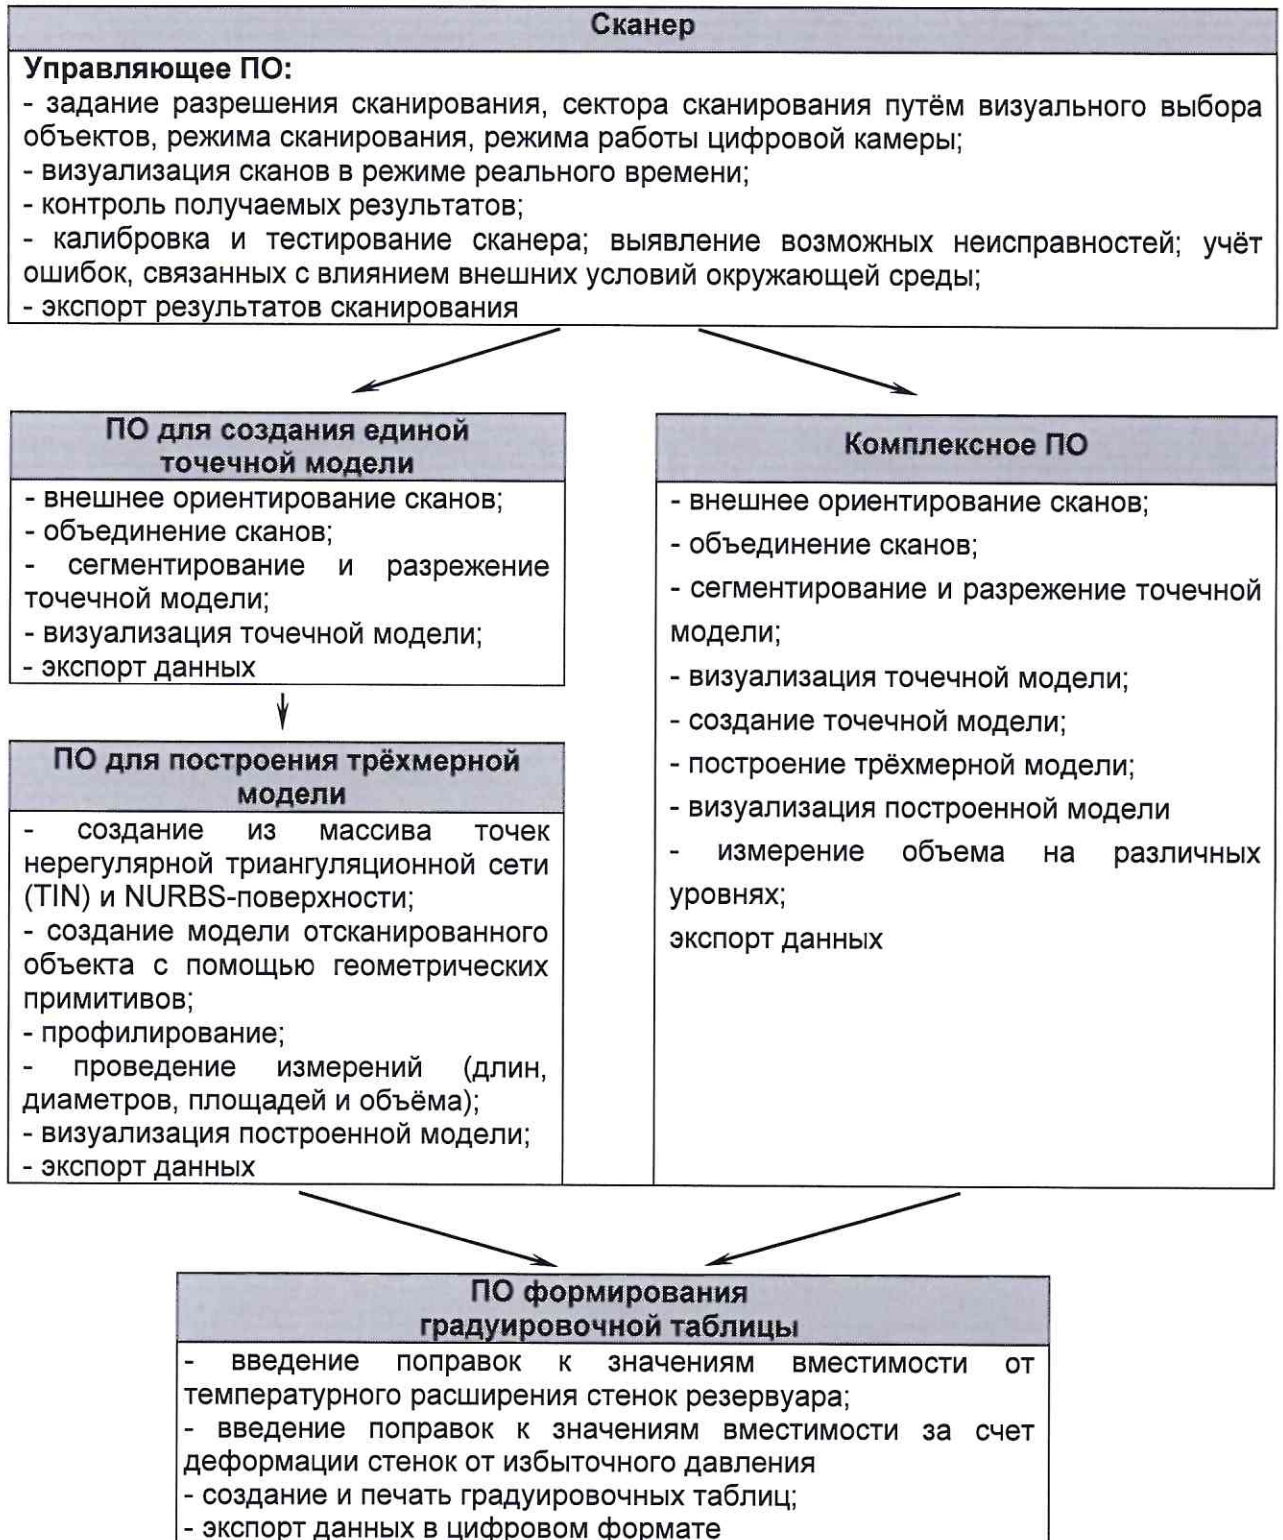 Сканер
Управляющее ПО:
- задание разрешения сканирования, сектора сканирования путём визуального выбора
объектов, режима сканирования, режима работы цифровой камеры;
- визуализация сканов в режиме реального времени;
- контроль получаемых результатов;
- калибровка и тестирование сканера; выявление возможных неисправностей; учёт
ошибок, связанных с влиянием внешних условий окружающей среды;
- экспорт результатов сканирования
ПО для создания единой
точечной модели
- внешнее ориентирование сканов;
- объединение сканов;
- сегментирование и разрежение
точечной модели;
- визуализация точечной модели;
- экспорт данных
ПО для построения трёхмерной
модели
- создание из массива точек
нерегулярной триангуляционной сети
(TIN) и NURBS-поверхности;
- создание модели отсканированного
объекта с помощью геометрических
примитивов;
- профилирование;
- проведение измерений (длин,
диаметров, площадей и объёма);
- визуализация построенной модели;
- экспорт данных
Комплексное ПО
- внешнее ориентирование сканов;
- объединение сканов;
- сегментирование и разрежение точечной
модели;
- визуализация точечной модели;
- создание точечной модели;
- построение трёхмерной модели;
- визуализация построенной модели
- измерение объема на различных
уровнях;
экспорт данных
ПО формирования
градуировочной таблицы
- введение поправок к значениям вместимости от
температурного расширения стенок резервуара;
- введение поправок к значениям вместимости за счет
деформации стенок от избыточного давления
- создание и печать градуировочных таблиц;
- экспорт данных в цифровом формате